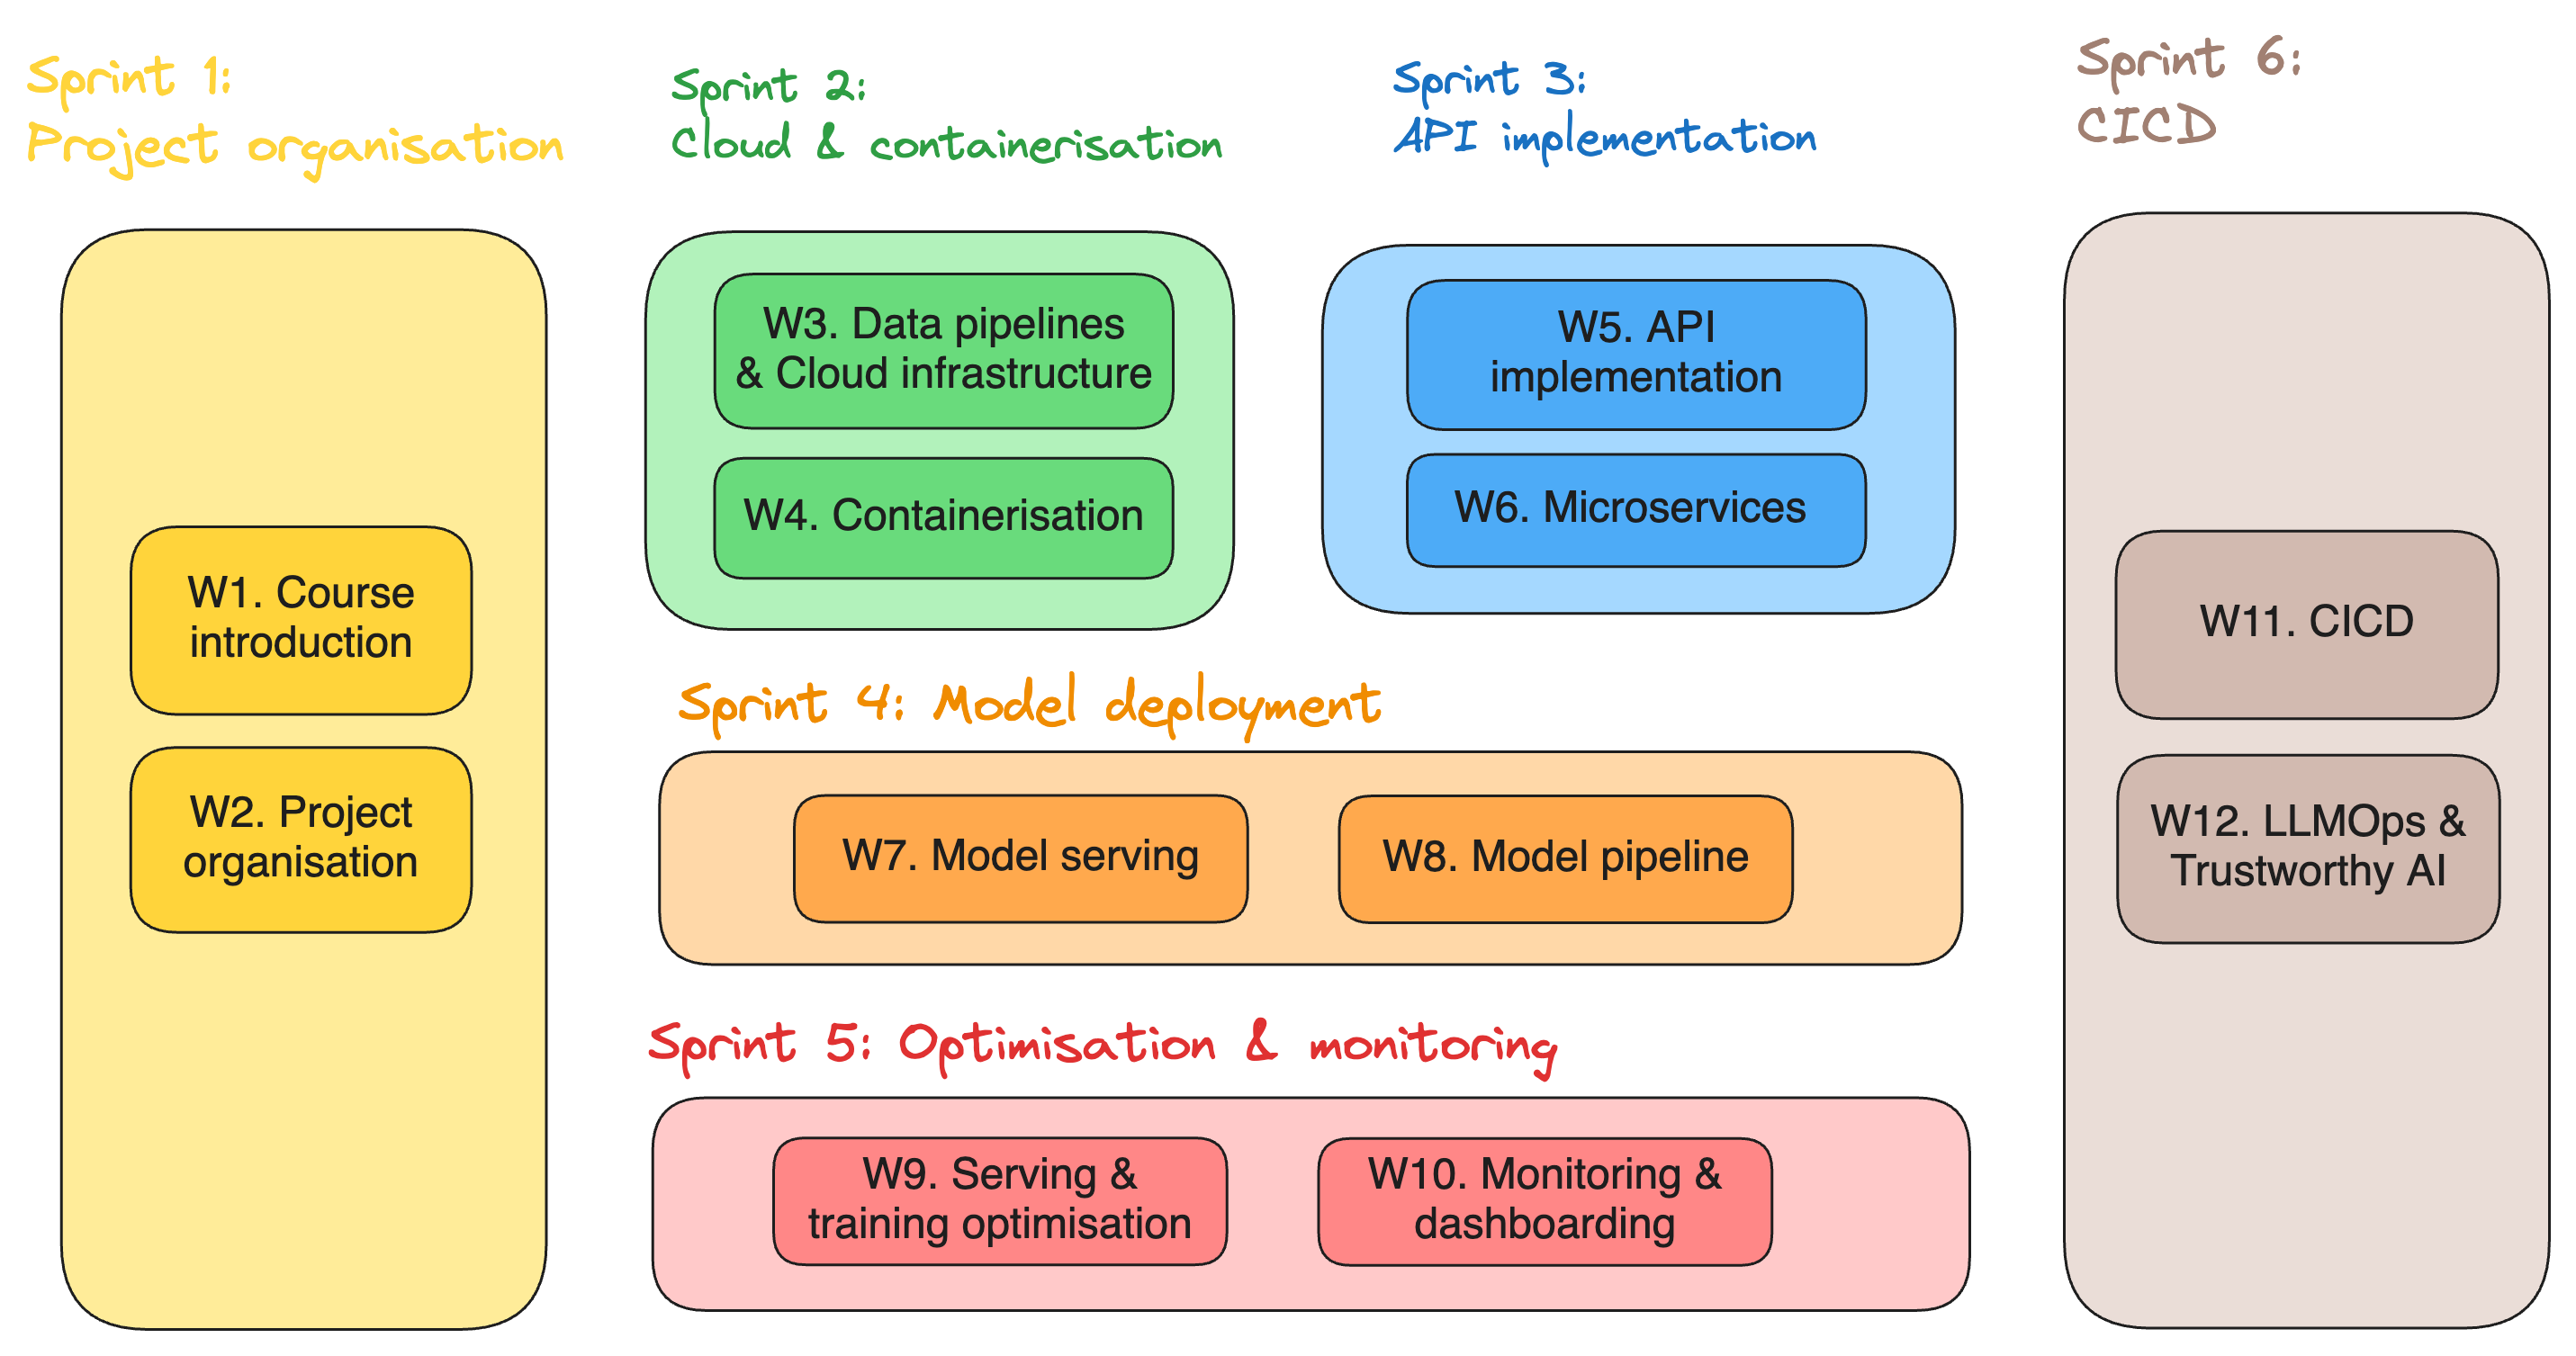 Sprint 1:
Project organisation
W1. Course
introduction
W2. Project
organisation
Sprint 2:
Cloud & containerisation
W3. Data pipelines
& Cloud infrastructure
W4. Containerisation
Sprint 3:
API implementation
W5. API
implementation
W6. Microservices
Sprint 4: Model deployment
W7. Model serving
W8. Model pipeline
Sprint 5: Optimisation & monitoring
W9. Serving &
training optimisation
W10. Monitoring &
dashboarding
Sprint 6:
CICD
W11. CICD
W12. LLMOps &
Trustworthy AI